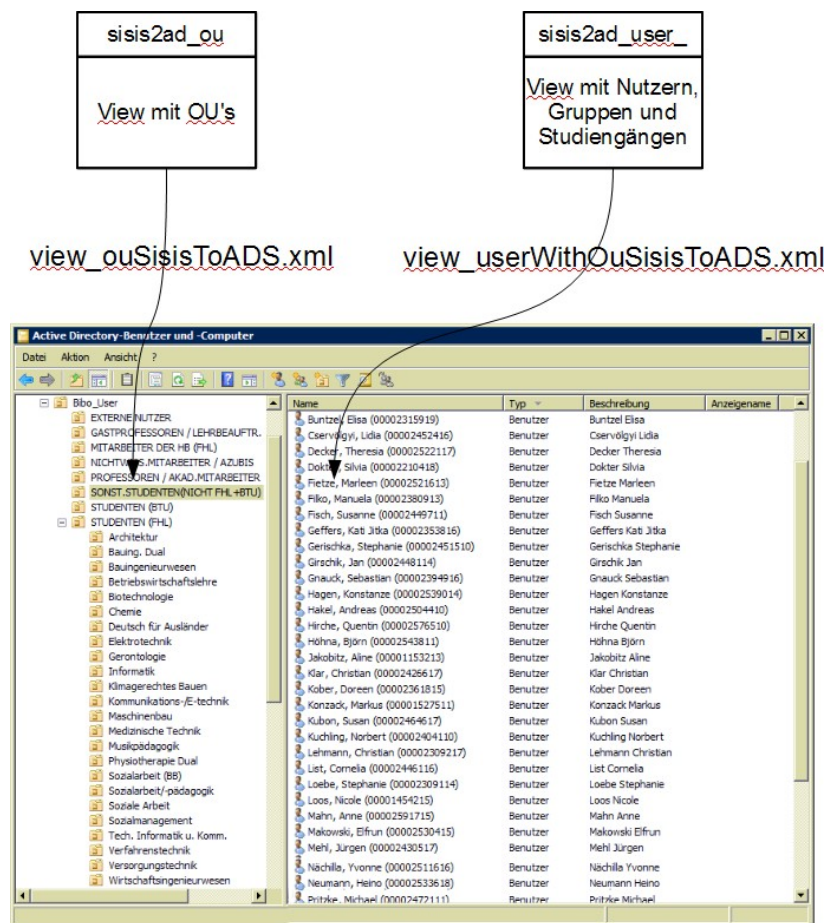 sisis2ad_ou
View mit OU's
sisis2ad_user_
View mit Nutzern,
Gruppen und
Studiengängen
view_ouSisisToADS.xml
view_userWithOuSisisToADS.xml
Active Directory-Benutzer und -Computer
Datei Aktion Ansicht ?
Bibo_User
EXTERNE NUTZER
GASTPROFESSOREN / LEHRBEAUFTR.
MITARBEITER DER HB (FHL)
NICHTWISS.MITARBEITER / AZUBIS
PROFESSOREN / AKAD.MITARBEITER
SONST.STUDENTEN(NICHT FHL+BTU)
STUDENTEN (BTU)
STUDENTEN (FHL)
Architektur
Bauing. Dual
Bauingenieurwesen
Betriebswirtschaftslehre
Biotechnologie
Chemie
Deutsch für Ausländer
Elektrotechnik
Gerontologie
Informatik
Klimagerechtes Bauen
Kommunikations-/E-technik
Maschinenbau
Medizinische Technik
Musikpädagogik
Physiotherapie Dual
Sozialarbeit (BB)
Sozialarbeit/-pädagogik
Soziale Arbeit
Sozialmanagement
Tech. Informatik u. Komm.
Verfahrenstechnik
Versorgungstechnik
Wirtschaftsingenieurwesen
Name Typ Beschreibung Anzeigename
Buntzel, Elisa (00002315919) Benutzer Buntzel Elisa
Cservölgyi, Lidia (00002452416) Benutzer Cservölgyi Lidia
Decker, Theresia (00002522117) Benutzer Decker Theresia
Dokter, Silvia (00002210418) Benutzer Dokter Silvia
Fietze, Marleen (00002521613) Benutzer Fietze Marleen
Filko, Manuela (00002380913) Benutzer Filko Manuela
Fisch, Susanne (00002449711) Benutzer Fisch Susanne
Geffers, Kati Jitka (00002353816) Benutzer Geffers Kati Jitka
Gerischka, Stephanie (00002451510) Benutzer Gerischka Stephanie
Girschik, Jan (00002448114) Benutzer Girschik Jan
Gnauck, Sebastian (00002394916) Benutzer Gnauck Sebastian
Hagen, Konstanze (00002539014) Benutzer Hagen Konstanze
Hakel, Andreas (00002504410) Benutzer Hakel Andreas
Hirche, Quentin (00002576510) Benutzer Hirche Quentin
Höhna, Björn (00002543811) Benutzer Höhna Björn
Jakobitz, Aline (00001153213) Benutzer Jakobitz Aline
Klar, Christian (00002426617) Benutzer Klar Christian
Kober, Doreen (00002361815) Benutzer Kober Doreen
Konzack, Markus (00001527511) Benutzer Konzack Markus
Kubon, Susan (00002464617) Benutzer Kubon Susan
Kuchling, Norbert (00002404110) Benutzer Kuchling Norbert
Lehmann, Christian (00002309217) Benutzer Lehmann Christian
List, Cornelia (00002446116) Benutzer List Cornelia
Loebe, Stephanie (00002309114) Benutzer Loebe Stephanie
Loos, Nicole (00001454215) Benutzer Loos Nicole
Mahn, Anne (00002591715) Benutzer Mahn Anne
Makowski, Elfrun (00002530415) Benutzer Makowski Elfrun
Mehl, Jürgen (00002430517) Benutzer Mehl Jürgen
Nächilla, Yvonne (00002511616) Benutzer Nächilla Yvonne
Neumann, Heino (00002533618) Benutzer Neumann Heino
Pritzke, Michael (00002472111) Benutzer Pritzke Michael